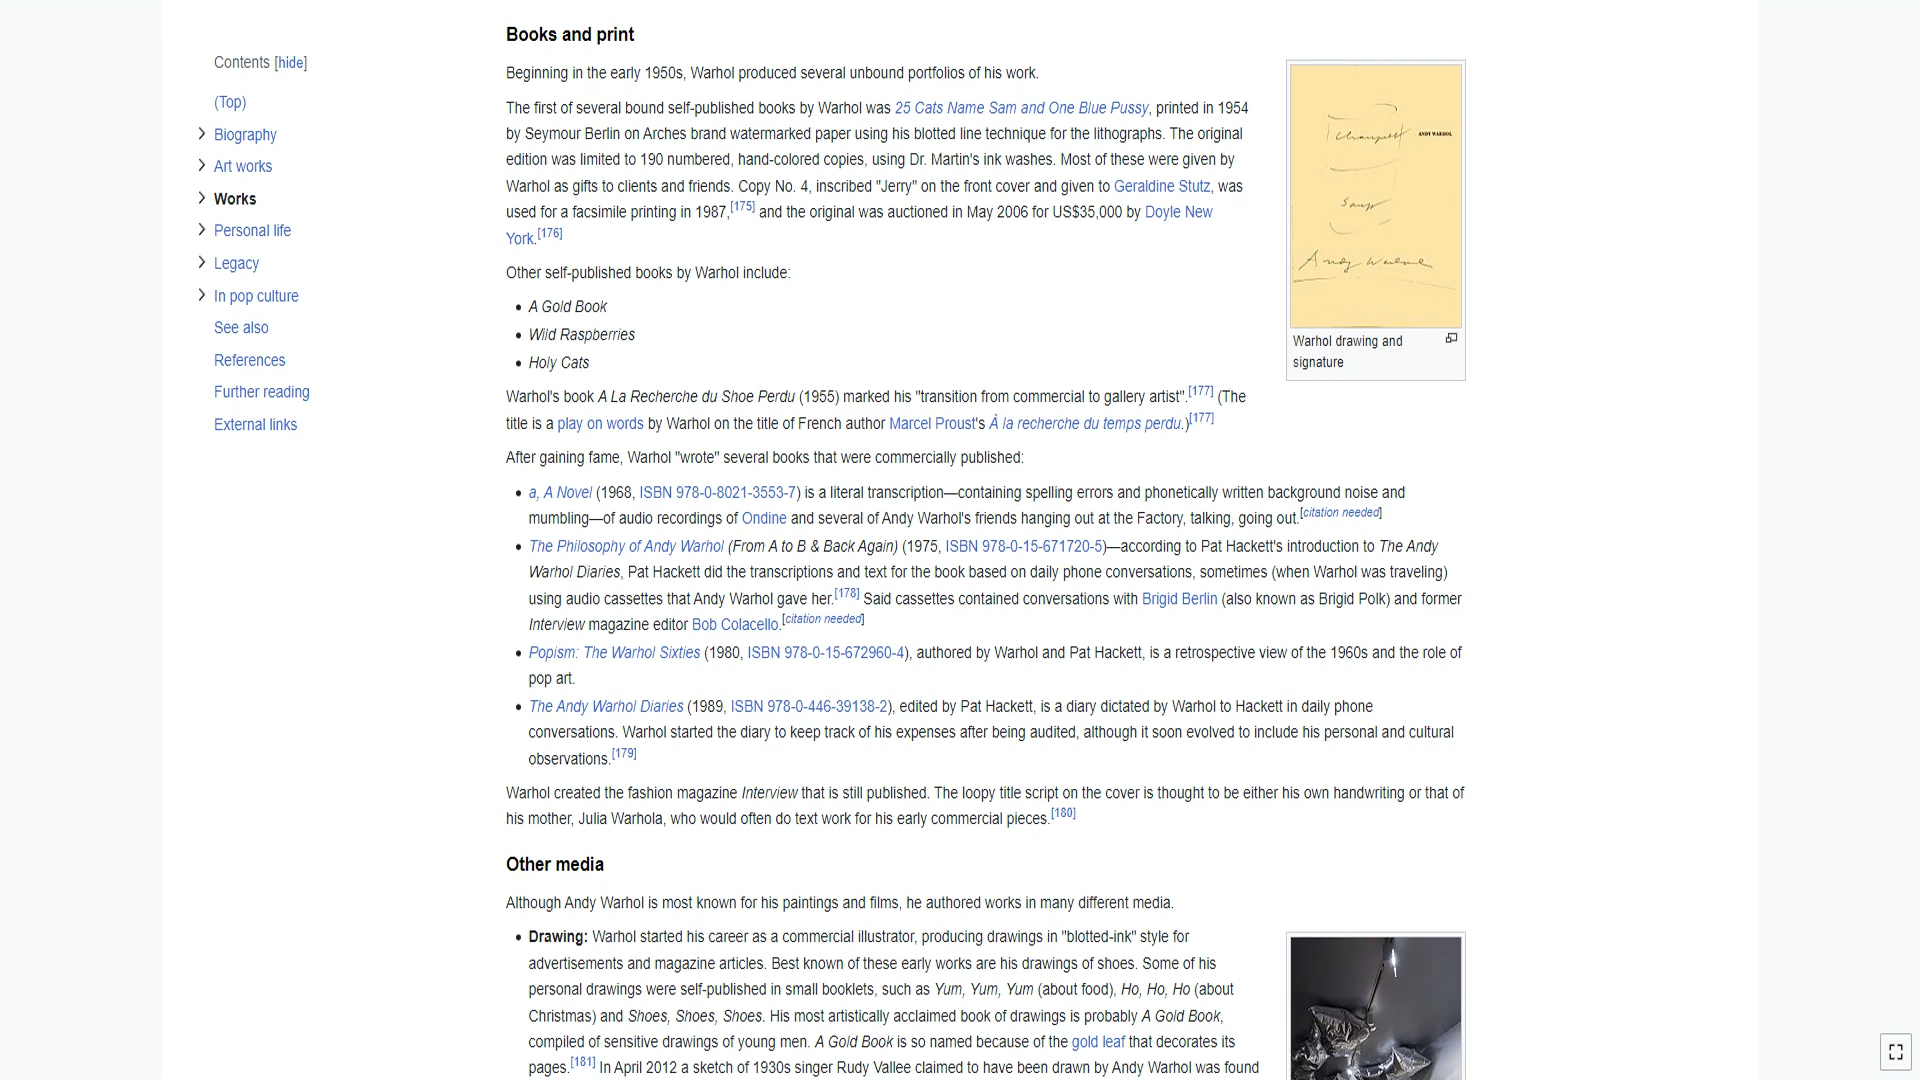 Contents [hide]
(Top)
Biography
Art works
Works
Personal life
Legacy
In pop culture
See also
References
Further reading
External links
Books and print
Beginning in the early 1950s, Warhol produced several unbound portfolios of his work.
The first of several bound self-published books by Warhol was 25 Cats Name Sam and One Blue Pussy, printed in 1954
by Seymour Berlin on Arches brand watermarked paper using his blotted line technique for the lithographs. The original
edition was limited to 190 numbered, hand-colored copies, using Dr. Martin's ink washes. Most of these were given by
Warhol as gifts to clients and friends. Copy No. 4, inscribed "Jerry" on the front cover and given to Geraldine Stutz, was
used for a facsimile printing in 1987,[175] and the original was auctioned in May 2006 for US$35,000 by Doyle New
York.[176]
Other self-published books by Warhol include:
• A Gold Book
• Wild Raspberries
• Holy Cats
ANDY WARHOL
Andy Warhol
Warhol drawing and
signature
Warhol's book A La Recherche du Shoe Perdu (1955) marked his "transition from commercial to gallery artist".[177] (The
title is a play on words by Warhol on the title of French author Marcel Proust's À la recherche du temps perdu.)[177]
After gaining fame, Warhol "wrote" several books that were commercially published:
• a, A Novel (1968, ISBN 978-0-8021-3553-7) is a literal transcription—containing spelling errors and phonetically written background noise and
mumbling—of audio recordings of Ondine and several of Andy Warhol's friends hanging out at the Factory, talking, going out.[citation needed]
• The Philosophy of Andy Warhol (From A to B & Back Again) (1975, ISBN 978-0-15-671720-5)—according to Pat Hackett's introduction to The Andy
Warhol Diaries, Pat Hackett did the transcriptions and text for the book based on daily phone conversations, sometimes (when Warhol was traveling)
using audio cassettes that Andy Warhol gave her.[178] Said cassettes contained conversations with Brigid Berlin (also known as Brigid Polk) and former
Interview magazine editor Bob Colacello.[citation needed]
• Popism: The Warhol Sixties (1980, ISBN 978-0-15-672960-4), authored by Warhol and Pat Hackett, is a retrospective view of the 1960s and the role of
pop art.
• The Andy Warhol Diaries (1989, ISBN 978-0-446-39138-2), edited by Pat Hackett, is a diary dictated by Warhol to Hackett in daily phone
conversations. Warhol started the diary to keep track of his expenses after being audited, although it soon evolved to include his personal and cultural
observations.[179]
Warhol created the fashion magazine Interview that is still published. The loopy title script on the cover is thought to be either his own handwriting or that of
his mother, Julia Warhola, who would often do text work for his early commercial pieces.[180]
Other media
Although Andy Warhol is most known for his paintings and films, he authored works in many different media.
• Drawing: Warhol started his career as a commercial illustrator, producing drawings in "blotted-ink" style for
advertisements and magazine articles. Best known of these early works are his drawings of shoes. Some of his
personal drawings were self-published in small booklets, such as Yum, Yum, Yum (about food), Ho, Ho, Ho (about
Christmas) and Shoes, Shoes, Shoes. His most artistically acclaimed book of drawings is probably A Gold Book,
compiled of sensitive drawings of young men. A Gold Book is so named because of the gold leaf that decorates its
pages.[181] In April 2012 a sketch of 1930s singer Rudy Vallee claimed to have been drawn by Andy Warhol was found